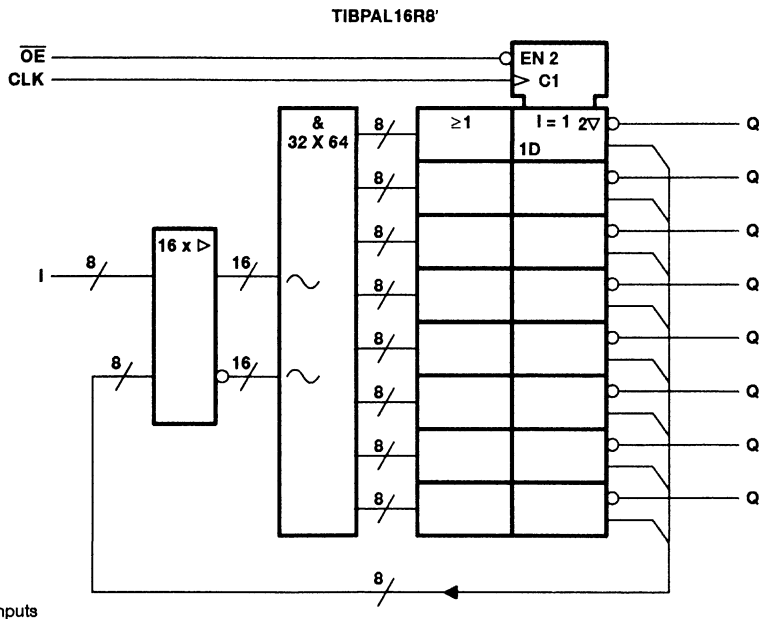 TIBPAL16R8'
OE
EN 2
CLK
C1
&
32 X 64
8
≥1
I = 1 2▽
1D
Q
8
Q
16 x ▷
8
Q
I
8
16
8
Q
8
Q
8
16
8
Q
8
Q
8
Q
8
nputs